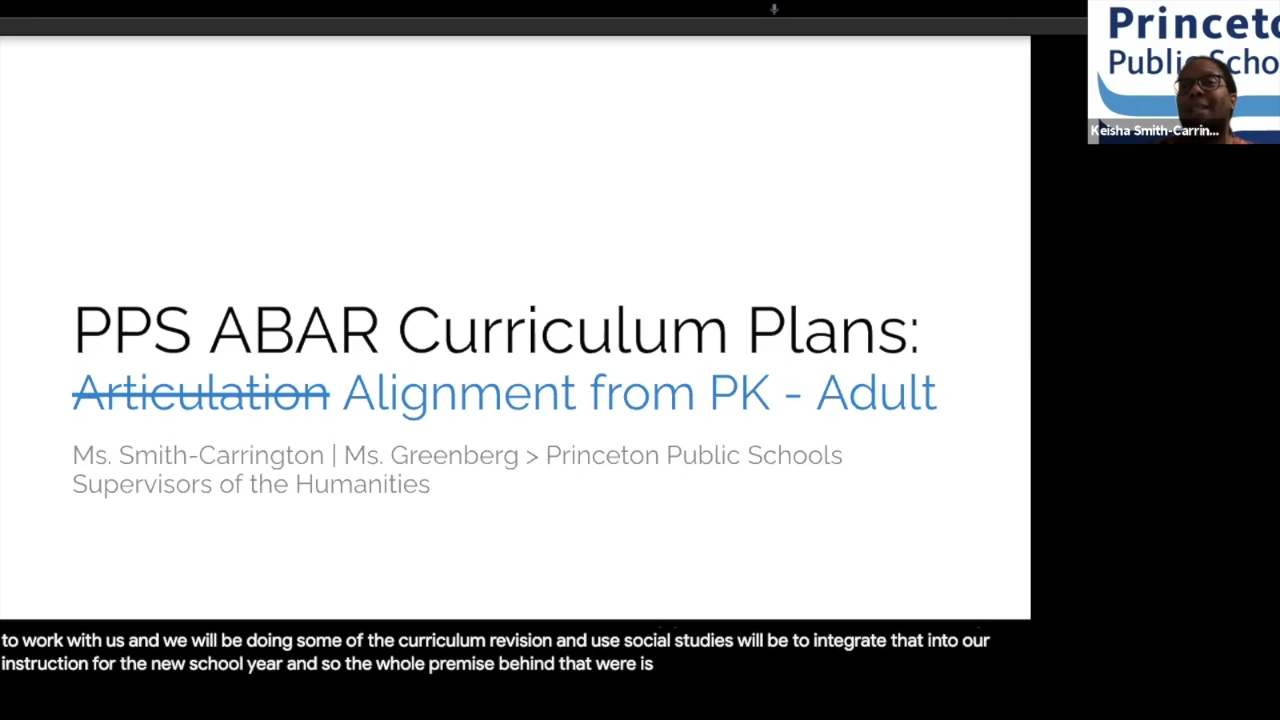 Princeto
Public Scho
Keisha Smith-Carrin...
PPS ABAR Curriculum Plans:
Articulation Alignment from PK - Adult
Ms. Smith-Carrington | Ms. Greenberg > Princeton Public Schools
Supervisors of the Humanities
to work with us and we will be doing some of the curriculum revision and use social studies will be to integrate that into our
instruction for the new school year and so the whole premise behind that were is